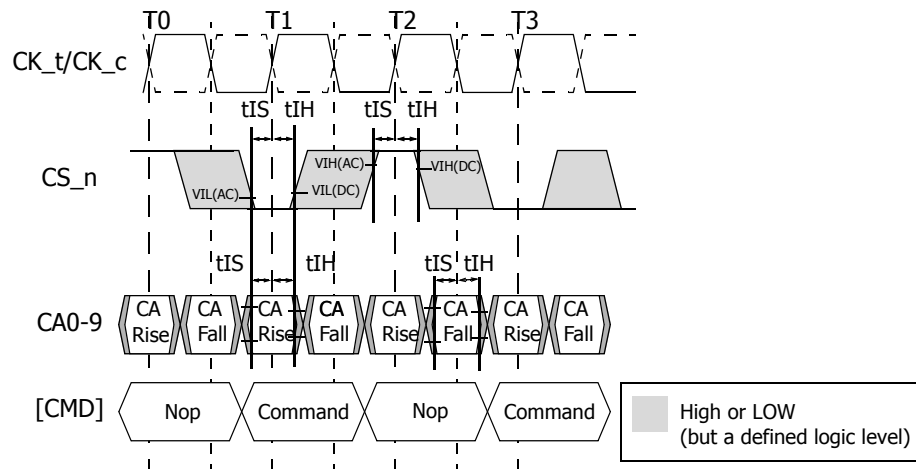 T0 T1 T2 T3
CK_t/CK_c
tIS tIH tIS tIH
CS_n
VIL(AC)
VIH(AC)
VIL(DC)
VIH(DC)
tIS tIH tIS tIH
CA0-9
CA Rise
CA Fall
CA Rise
CA Fall
CA Rise
CA Fall
CA Rise
CA Fall
[CMD] Nop Command Nop Command
High or LOW
(but a defined logic level)